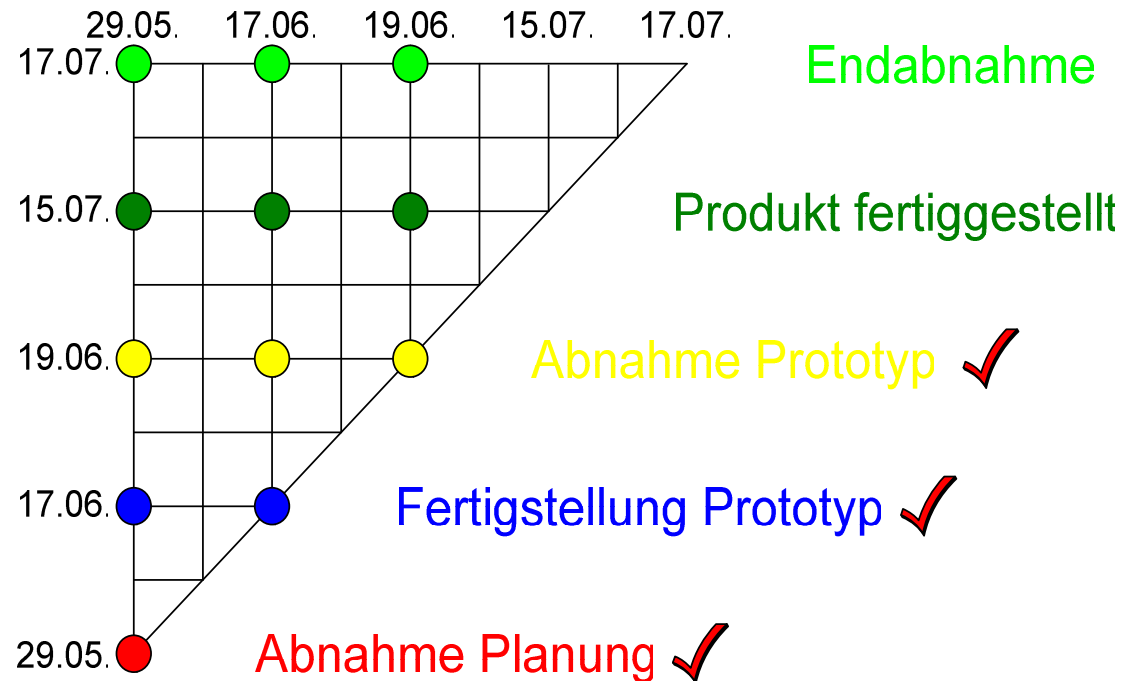 29.05. 17.06. 19.06. 15.07. 17.07.
17.07. Endabnahme
15.07. Produkt fertiggestellt
19.06. Abnahme Prototyp
17.06. Fertigstellung Prototyp
29.05. Abnahme Planung